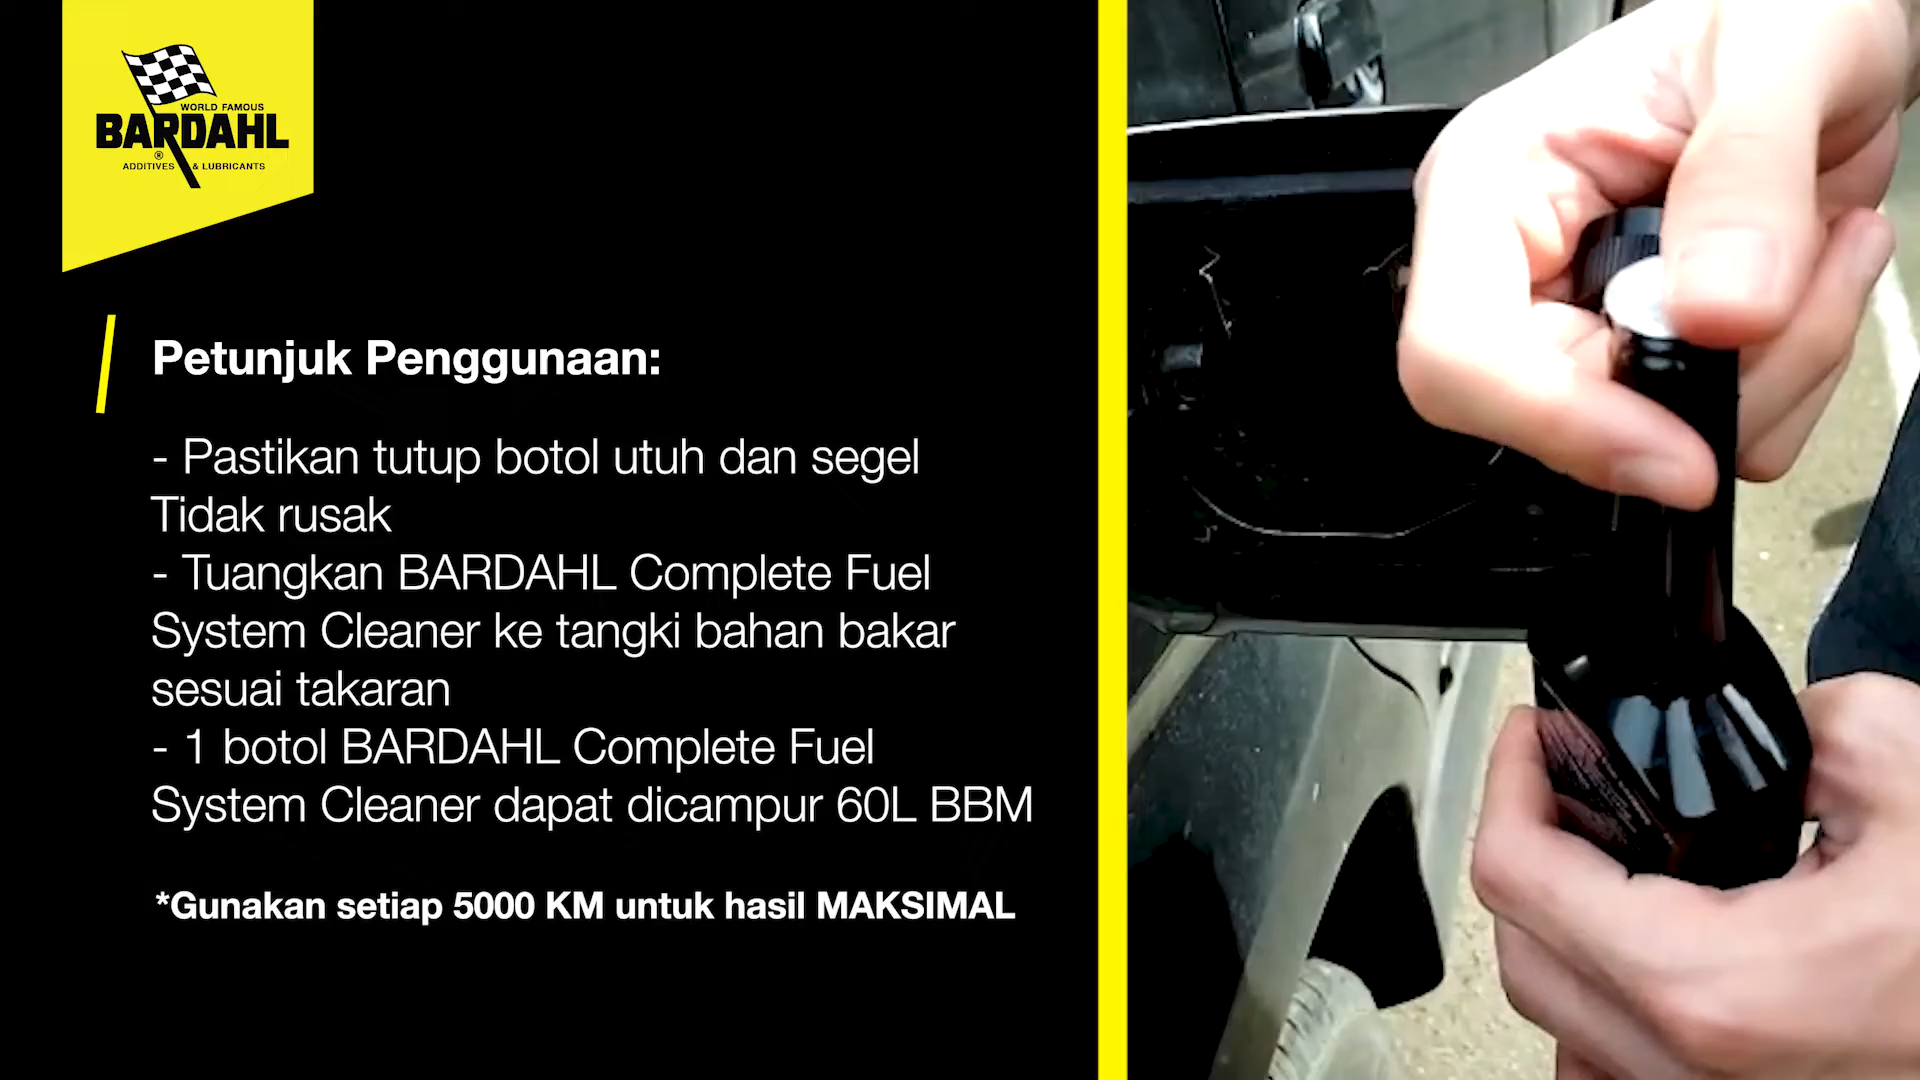 WORLD FAMOUS
BARDAHL
®
ADDITIVES & LUBRICANTS
Petunjuk Penggunaan:
- Pastikan tutup botol utuh dan segel
Tidak rusak
- Tuangkan BARDAHL Complete Fuel
System Cleaner ke tangki bahan bakar
sesuai takaran
- 1 botol BARDAHL Complete Fuel
System Cleaner dapat dicampur 60L BBM
*Gunakan setiap 5000 KM untuk hasil MAKSIMAL